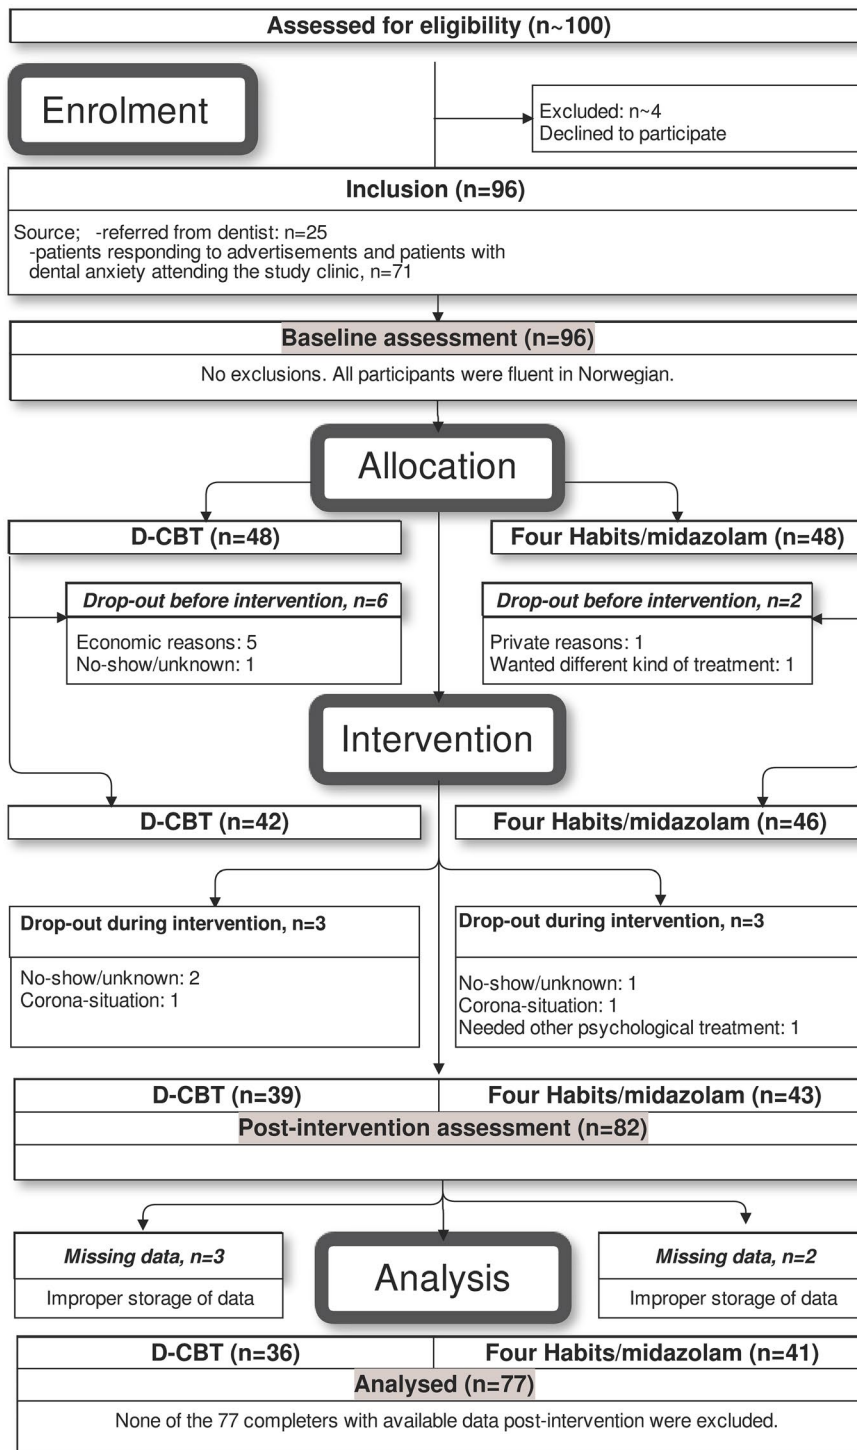 Assessed for eligibility (n~100)
Enrolment
Excluded: n~4
Declined to participate
Inclusion (n=96)
Source;   -referred from dentist: n=25
-patients responding to advertisements and patients with
dental anxiety attending the study clinic, n=71
Baseline assessment (n=96)
No exclusions. All participants were fluent in Norwegian.
Allocation
D-CBT (n=48)
Four Habits/midazolam (n=48)
Drop-out before intervention, n=6
Economic reasons: 5
No-show/unknown: 1
Drop-out before intervention, n=2
Private reasons: 1
Wanted different kind of treatment: 1
Intervention
D-CBT (n=42)
Four Habits/midazolam (n=46)
Drop-out during intervention, n=3
No-show/unknown: 2
Corona-situation: 1
Drop-out during intervention, n=3
No-show/unknown: 1
Corona-situation: 1
Needed other psychological treatment: 1
D-CBT (n=39)
Four Habits/midazolam (n=43)
Post-intervention assessment (n=82)
Missing data, n=3
Improper storage of data
Analysis
Missing data, n=2
Improper storage of data
D-CBT (n=36)
Four Habits/midazolam (n=41)
Analysed (n=77)
None of the 77 completers with available data post-intervention were excluded.